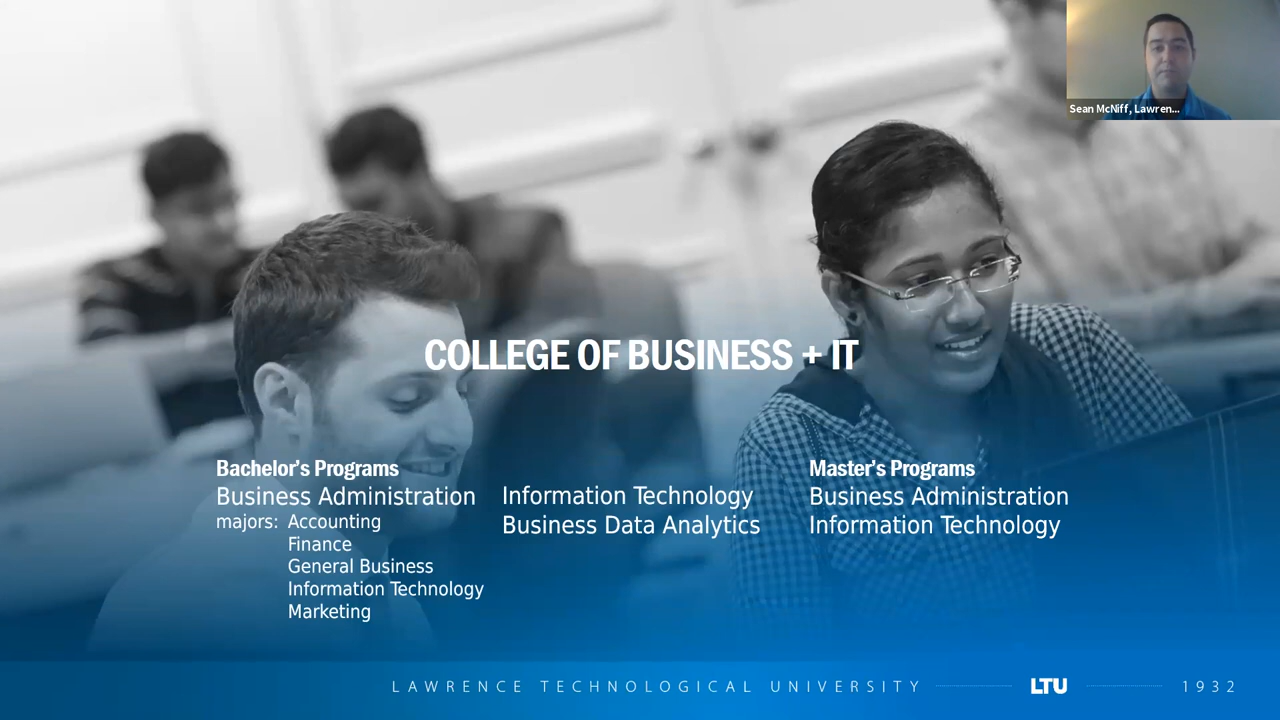 Sean McNiff, Lawren...
COLLEGE OF BUSINESS + IT
Bachelor's Programs
Business Administration
majors: Accounting
Finance
General Business
Information Technology
Marketing
Information Technology
Business Data Analytics
Master's Programs
Business Administration
Information Technology
LAWRENCE TECHNOLOGICAL UNIVERSITY LTU 1932